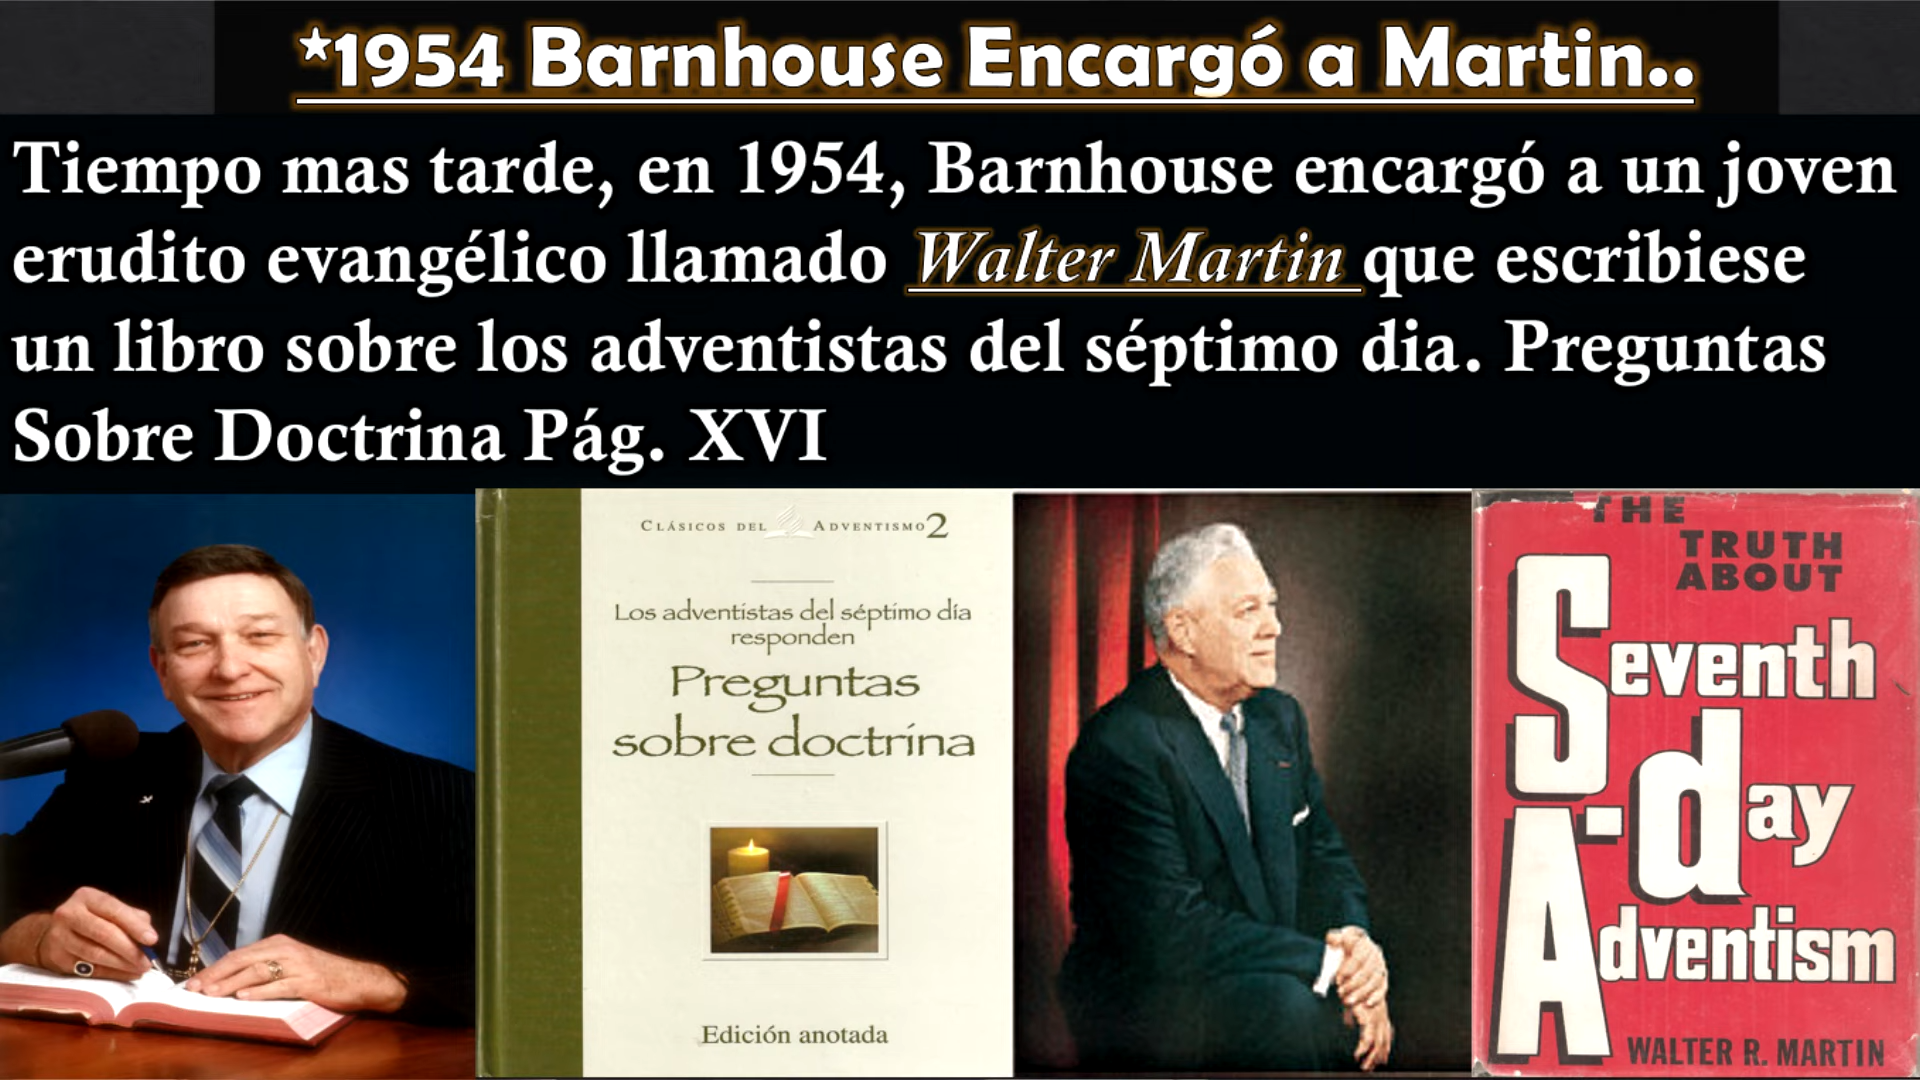 *1954 Barnhouse Encargó a Martin..
Tiempo mas tarde, en 1954, Barnhouse encargó a un joven
erudito evangélico llamado Walter Martin que escribiese
un libro sobre los adventistas del séptimo dia. Preguntas
Sobre Doctrina Pág. XVI
Clásicos del Adventismo 2
Los adventistas del séptimo día
responden
Preguntas
sobre doctrina
Edición anotada
THE
TRUTH
ABOUT
Seventh
-day
Adventism
WALTER R. MARTIN